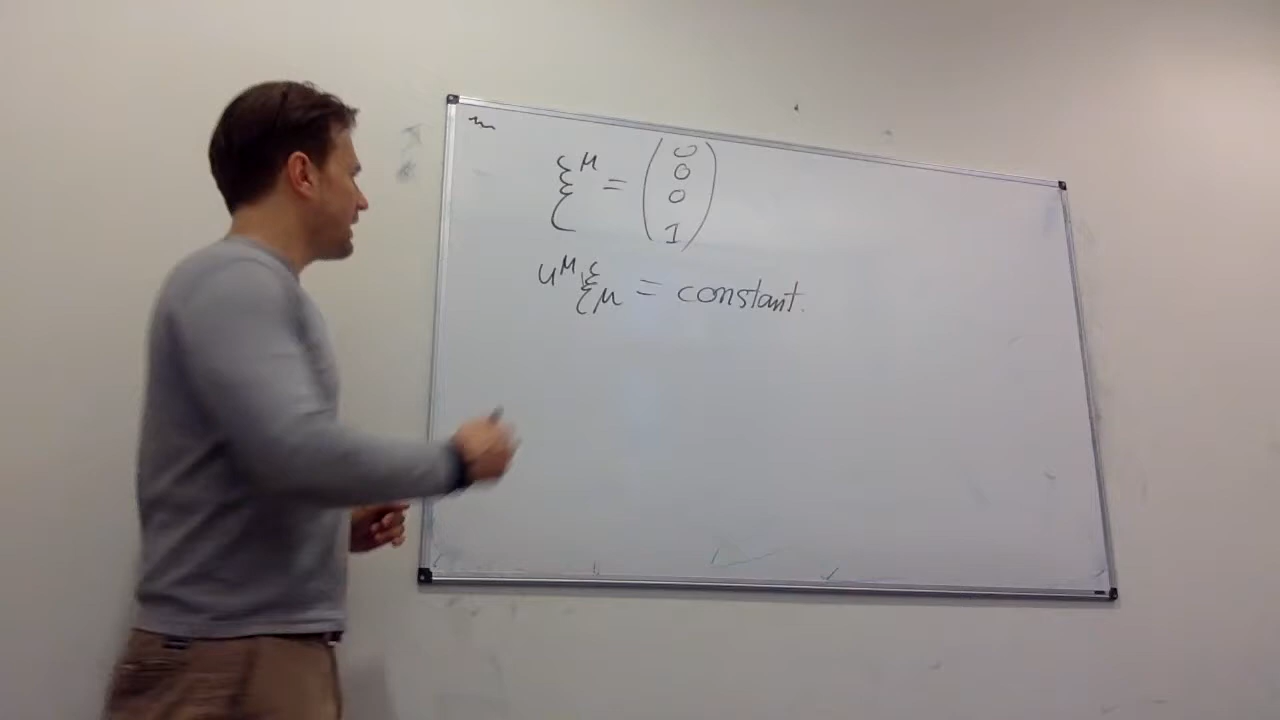 ξ^μ = (0 0 0 1)
u^μ ξ_μ = constant.